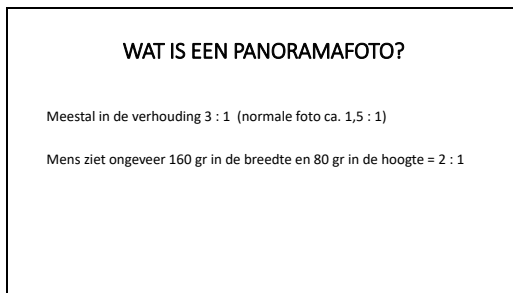 WAT IS EEN PANORAMAFOTO?
Meestal in de verhouding 3 : 1  (normale foto ca. 1,5 : 1)
Mens ziet ongeveer 160 gr in de breedte en 80 gr in de hoogte = 2 : 1